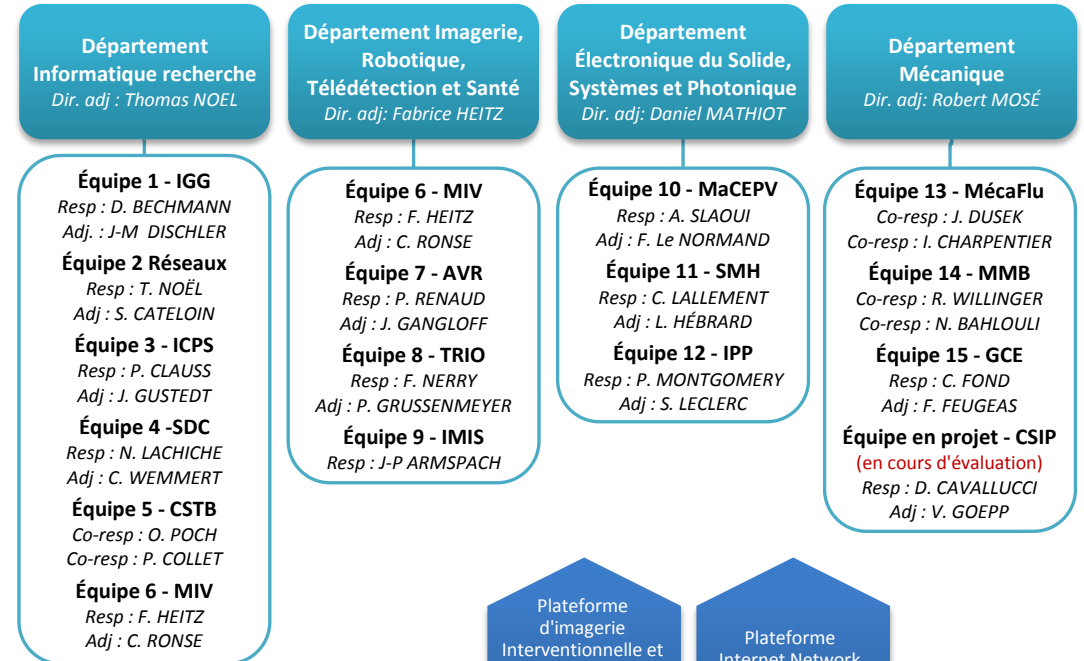 Département
Informatique recherche
Dir. adj : Thomas NOEL
Département Imagerie,
Robotique,
Télédétection et Santé
Dir. adj: Fabrice HEITZ
Département
Électronique du Solide,
Systèmes et Photonique
Dir. adj: Daniel MATHIOT
Département
Mécanique
Dir. adj: Robert MOSÉ
Équipe 1 - IGG
Resp : D. BECHMANN
Adj. : J-M DISCHLER
Équipe 2 Réseaux
Resp : T. NOËL
Adj : S. CATELOIN
Équipe 3 - ICPS
Resp : P. CLAUSS
Adj : J. GUSTEDT
Équipe 4 -SDC
Resp : N. LACHICHE
Adj : C. WEMMERT
Équipe 5 - CSTB
Co-resp : O. POCH
Co-resp : P. COLLET
Équipe 6 - MIV
Resp : F. HEITZ
Adj : C. RONSE
Équipe 6 - MIV
Resp : F. HEITZ
Adj : C. RONSE
Équipe 7 - AVR
Resp : P. RENAUD
Adj : J. GANGLOFF
Équipe 8 - TRIO
Resp : F. NERRY
Adj : P. GRUSSENMEYER
Équipe 9 - IMIS
Resp : J-P ARMSPACH
Équipe 10 - MaCEPV
Resp : A. SLAOUI
Adj : F. Le NORMAND
Équipe 11 - SMH
Resp : C. LALLEMENT
Adj : L. HÉBRARD
Équipe 12 - IPP
Resp : P. MONTGOMERY
Adj : S. LECLERC
Équipe 13 - MécaFlu
Co-resp : J. DUSEK
Co-resp : I. CHARPENTIER
Équipe 14 - MMB
Co-resp : R. WILLINGER
Co-resp : N. BAHLOULI
Équipe 15 - GCE
Resp : C. FOND
Adj : F. FEUGEAS
Équipe en projet - CSIP
(en cours d'évaluation)
Resp : D. CAVALLUCCI
Adj : V. GOEPP
Plateforme
d'imagerie
Interventionnelle et
Plateforme
Internet Network